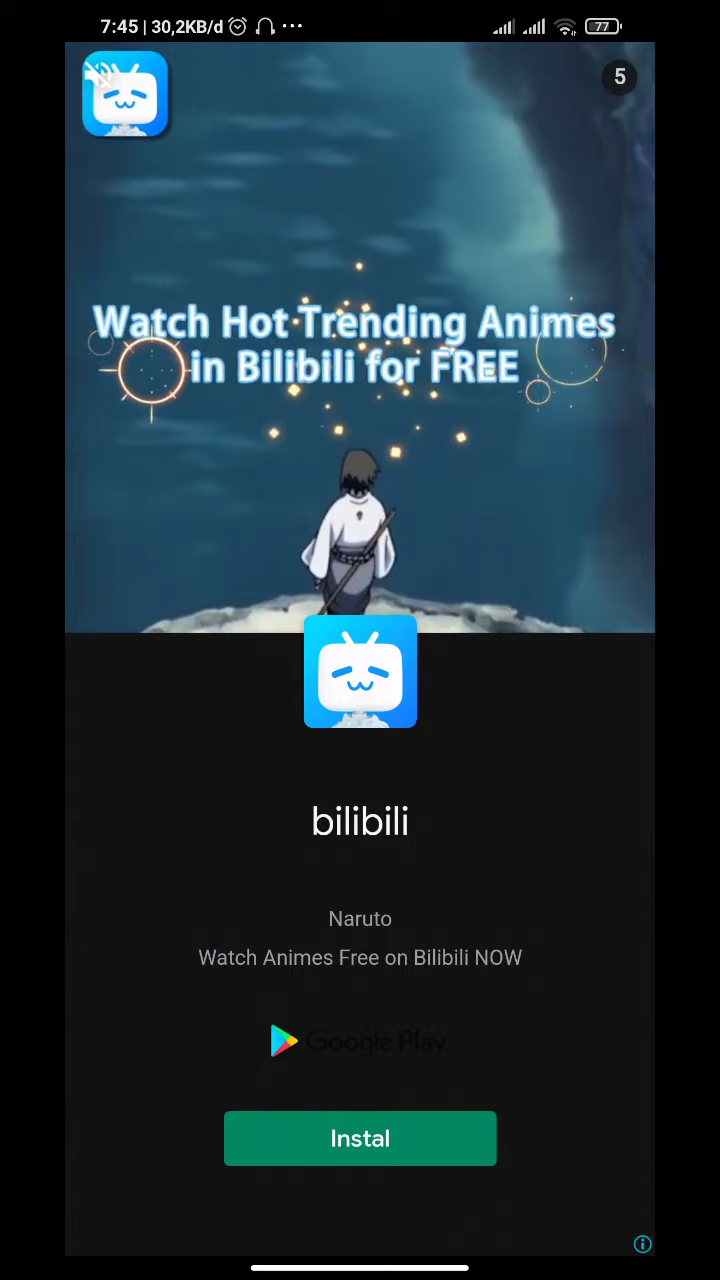 7:45 | 30,2KB/d ...
77
5
Watch Hot Trending Animes
in Bilibili for FREE
bilibili
Naruto
Watch Animes Free on Bilibili NOW
Google Play
Instal